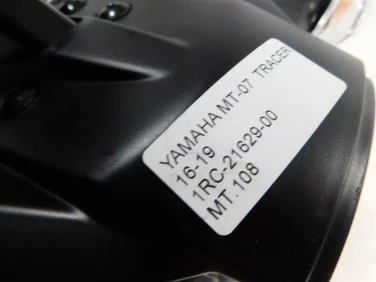 YAMAHA MT-07 TRACER
16-19
1RC-21629-00
MT.108